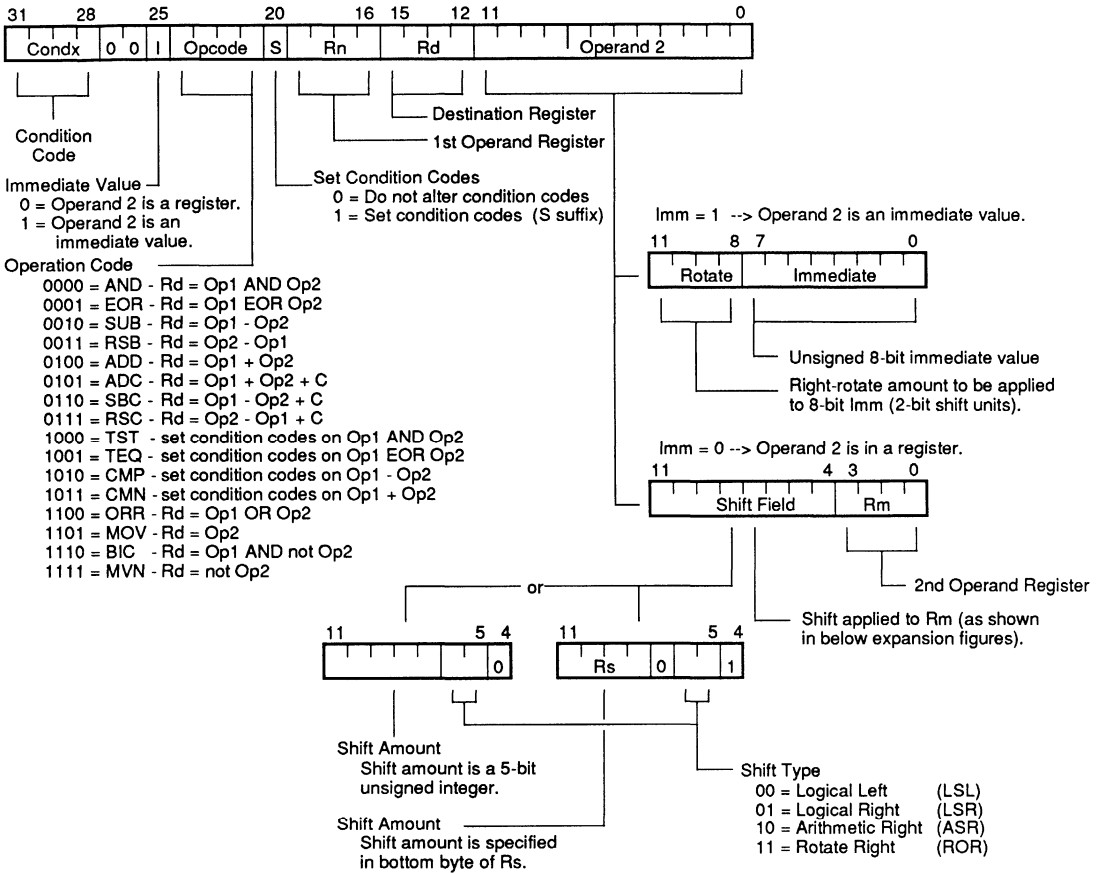 31 28 25 20 16 15 12 11 0
Condx 0 0 I Opcode S Rn Rd Operand 2
Condition
Code
Destination Register
1st Operand Register
Immediate Value
0 = Operand 2 is a register.
1 = Operand 2 is an
immediate value.
Set Condition Codes
0 = Do not alter condition codes
1 = Set condition codes (S suffix)
Operation Code
0000 = AND - Rd = Op1 AND Op2
0001 = EOR - Rd = Op1 EOR Op2
0010 = SUB - Rd = Op1 - Op2
0011 = RSB - Rd = Op2 - Op1
0100 = ADD - Rd = Op1 + Op2
0101 = ADC - Rd = Op1 + Op2 + C
0110 = SBC - Rd = Op1 - Op2 + C
0111 = RSC - Rd = Op2 - Op1 + C
1000 = TST - set condition codes on Op1 AND Op2
1001 = TEQ - set condition codes on Op1 EOR Op2
1010 = CMP - set condition codes on Op1 - Op2
1011 = CMN - set condition codes on Op1 + Op2
1100 = ORR - Rd = Op1 OR Op2
1101 = MOV - Rd = Op2
1110 = BIC - Rd = Op1 AND not Op2
1111 = MVN - Rd = not Op2
Imm = 1 --> Operand 2 is an immediate value.
11 8 7 0
Rotate Immediate
Unsigned 8-bit immediate value
Right-rotate amount to be applied
to 8-bit Imm (2-bit shift units).
Imm = 0 --> Operand 2 is in a register.
11 4 3 0
Shift Field Rm
2nd Operand Register
Shift applied to Rm (as shown
in below expansion figures).
or
11 5 4
0
11 5 4
Rs 0 1
Shift Amount
Shift amount is a 5-bit
unsigned integer.
Shift Amount
Shift amount is specified
in bottom byte of Rs.
Shift Type
00 = Logical Left (LSL)
01 = Logical Right (LSR)
10 = Arithmetic Right (ASR)
11 = Rotate Right (ROR)